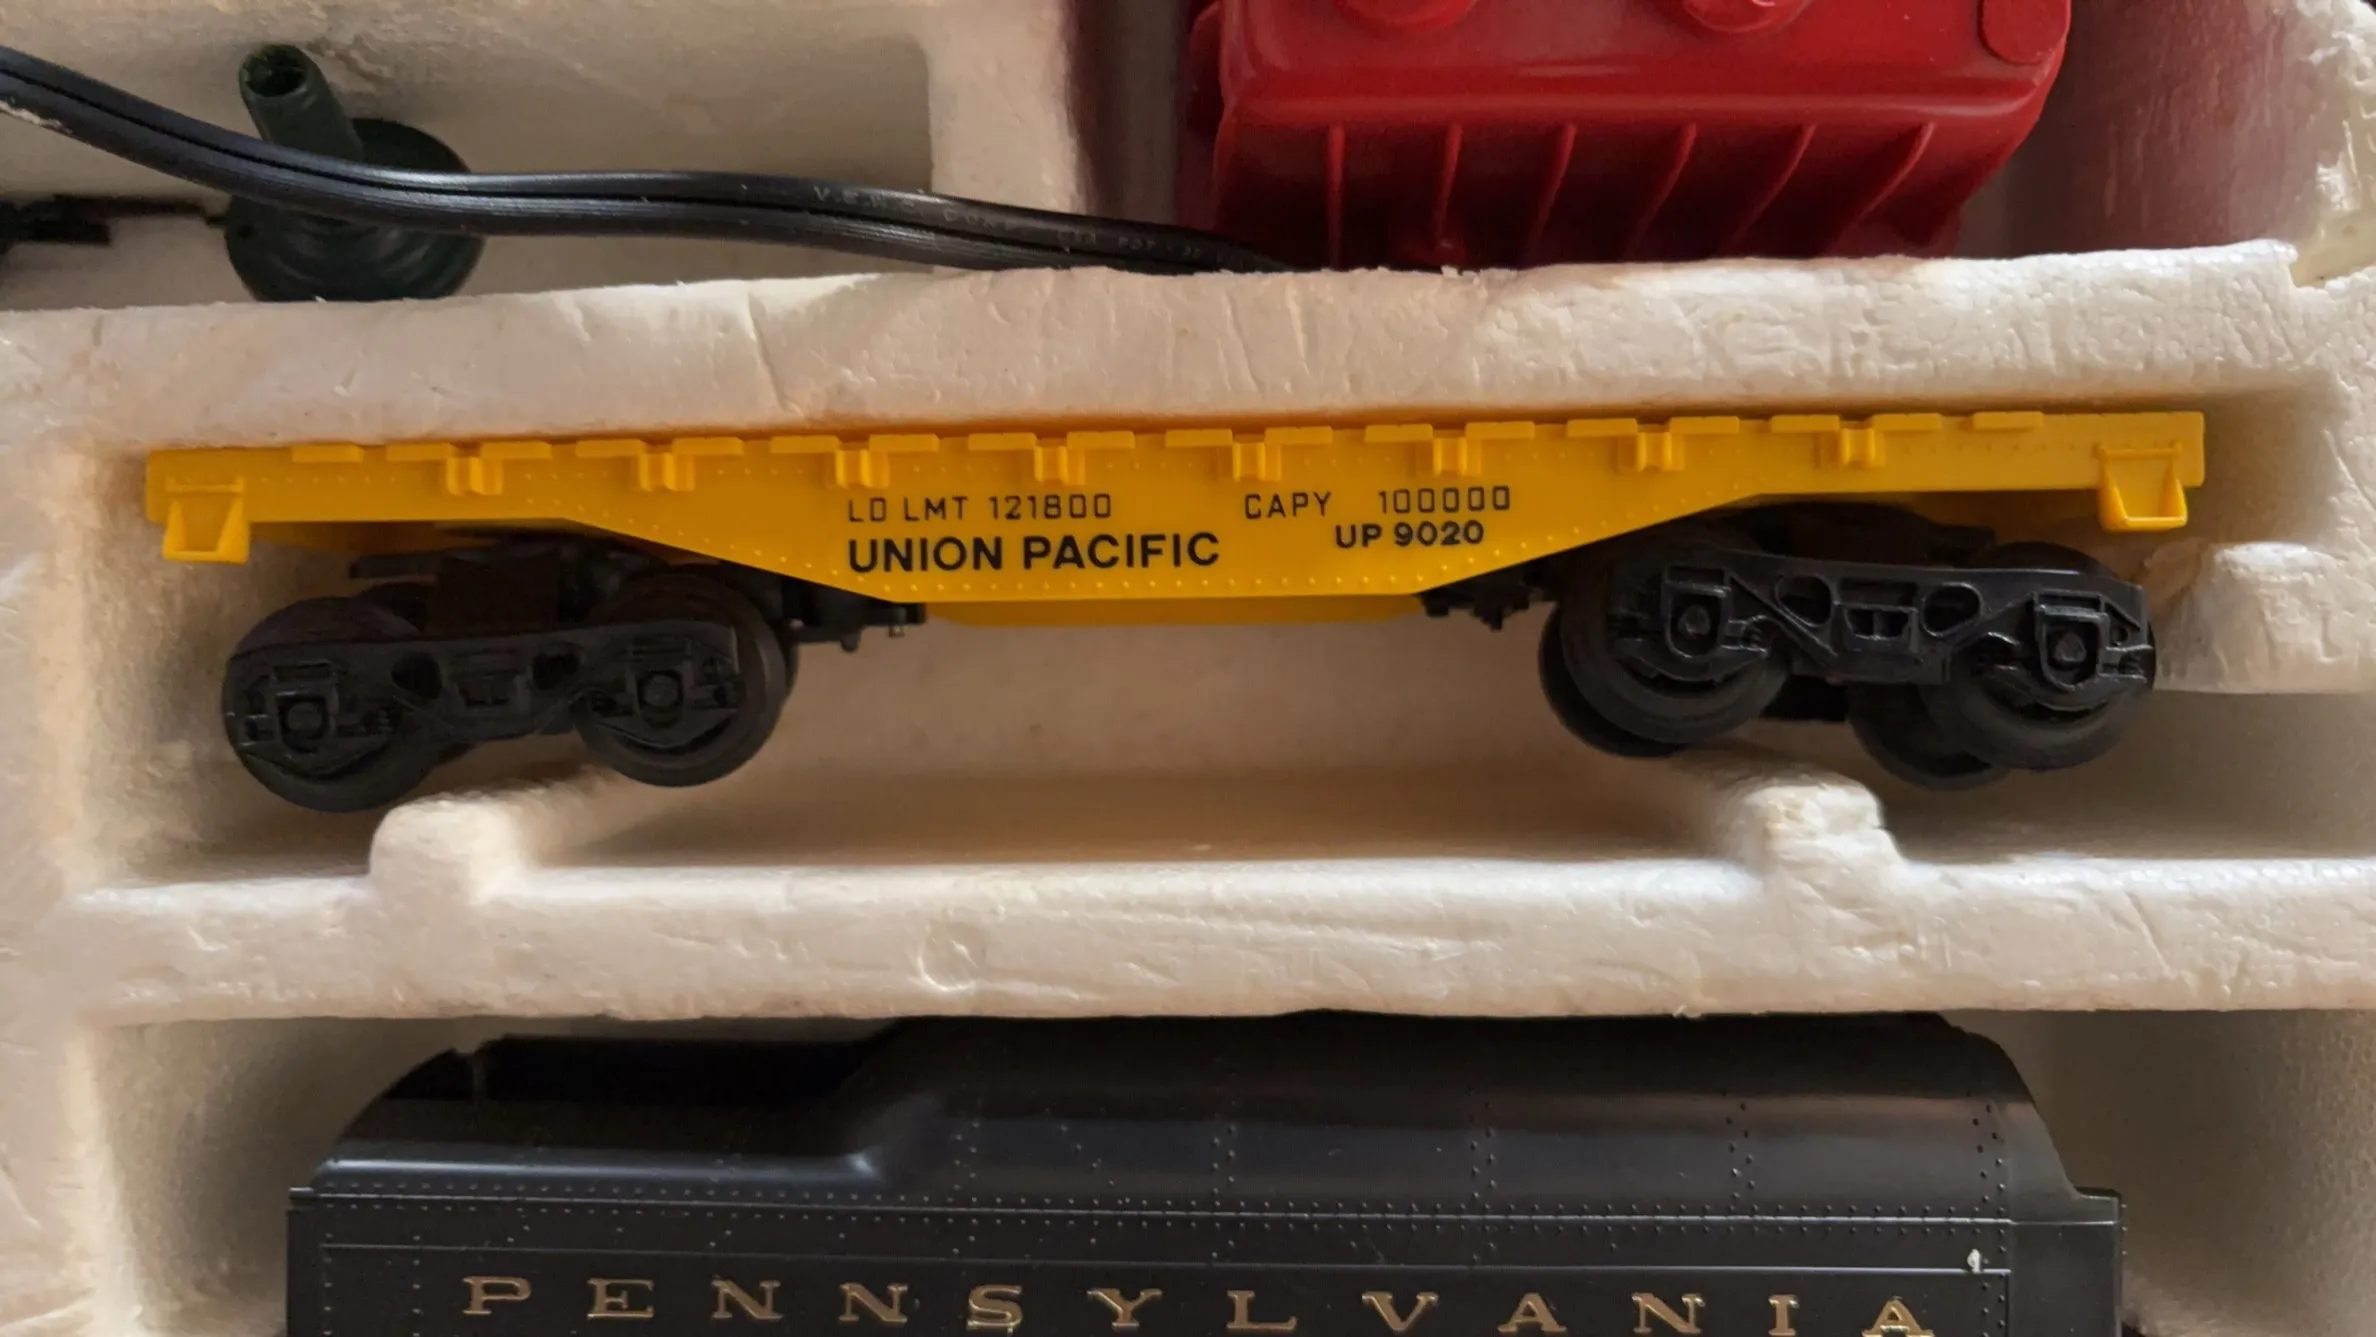 LD LMT 121800 CAPY 100000
UNION PACIFIC UP 9020
PENNSYLVANIA